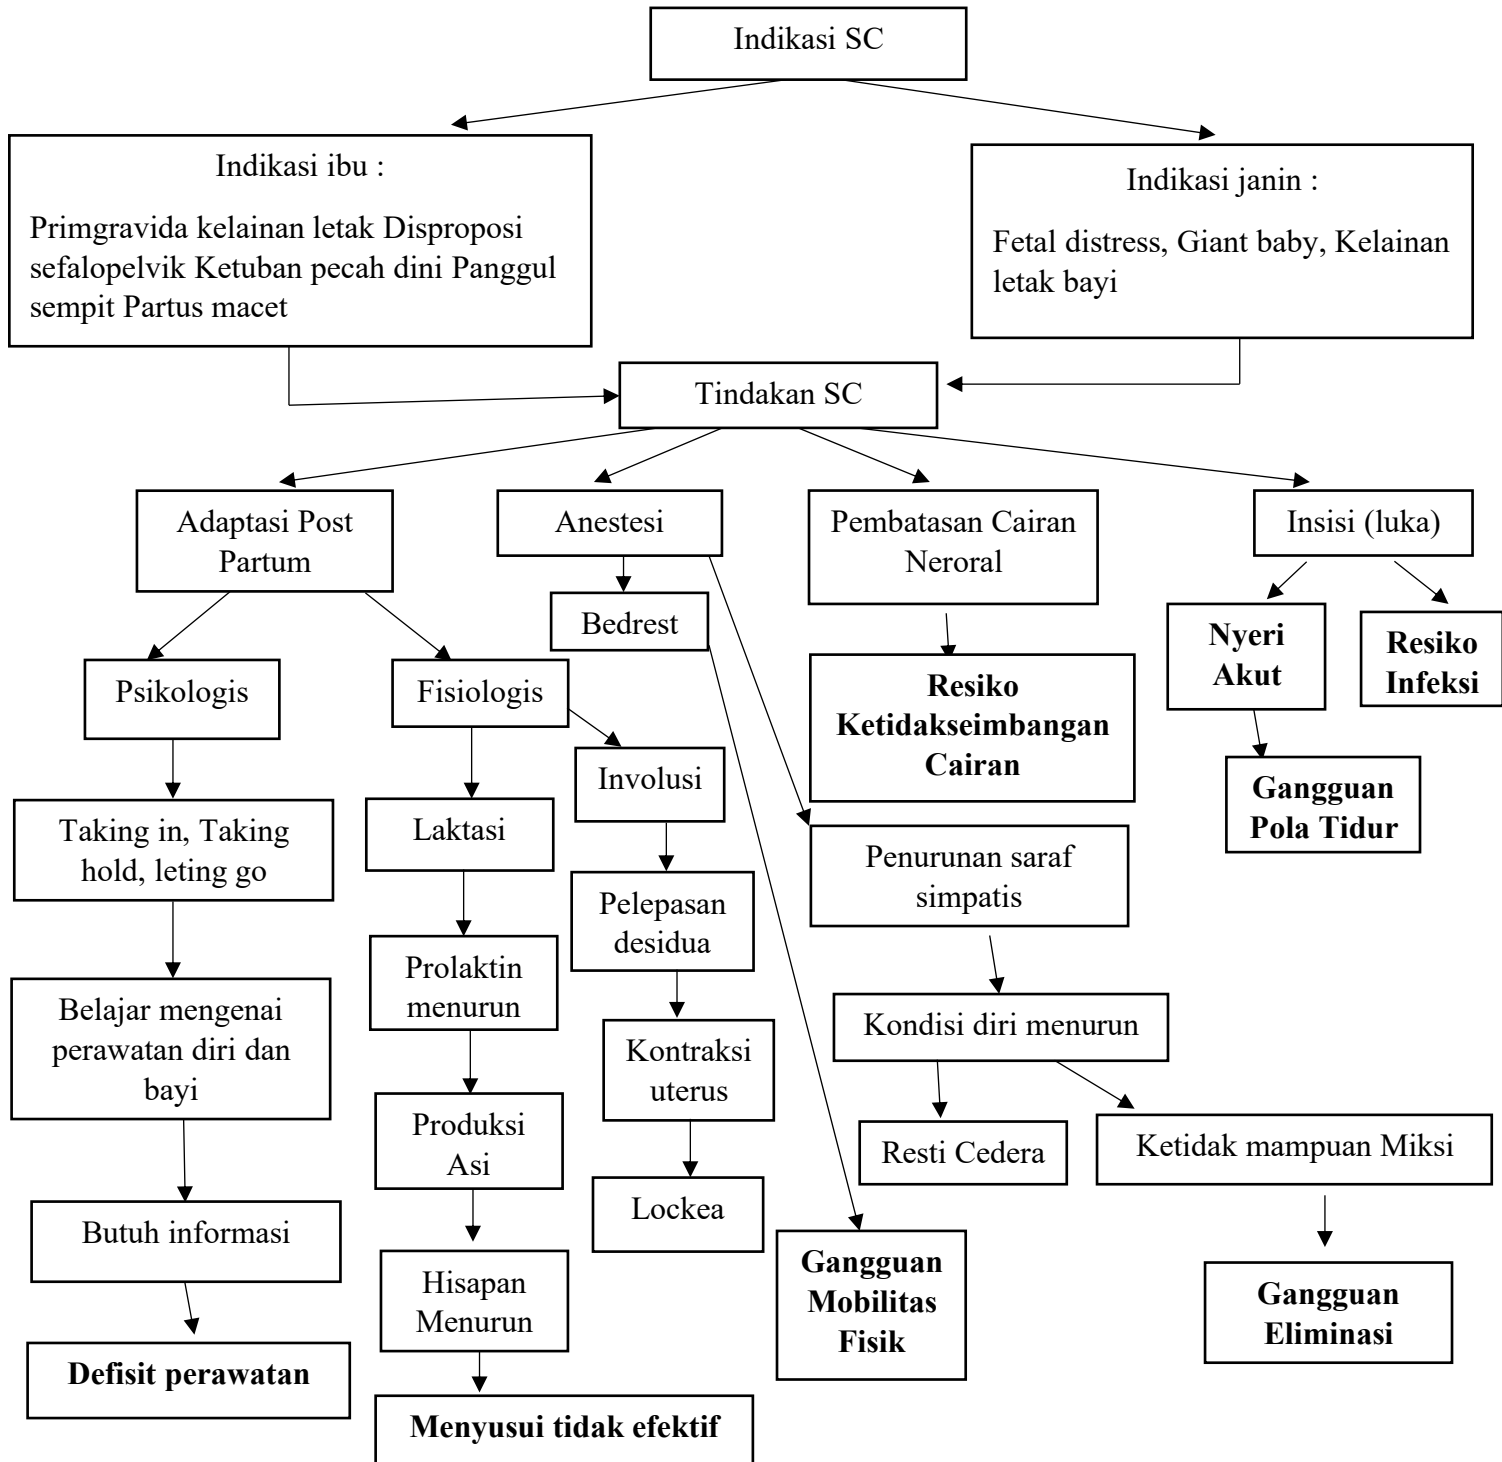 Indikasi SC
Indikasi ibu :
Primgravida kelainan letak Disproposi
sefalopelvik Ketuban pecah dini Panggul
sempit Partus macet
Indikasi janin :
Fetal distress, Giant baby, Kelainan
letak bayi
Tindakan SC
Adaptasi Post
Partum
Anestesi
Pembatasan Cairan
Neroral
Insisi (luka)
Bedrest
Nyeri
Akut
Resiko
Infeksi
Psikologis
Fisiologis
Resiko
Ketidakseimbangan
Cairan
Involusi
Gangguan
Pola Tidur
Taking in, Taking
hold, leting go
Laktasi
Penurunan saraf
simpatis
Pelepasan
desidua
Prolaktin
menurun
Belajar mengenai
perawatan diri dan
bayi
Kondisi diri menurun
Kontraksi
uterus
Produksi
Asi
Resti Cedera
Ketidak mampuan Miksi
Lockea
Butuh informasi
Hisapan
Menurun
Gangguan
Mobilitas
Fisik
Gangguan
Eliminasi
Defisit perawatan
Menyusui tidak efektif